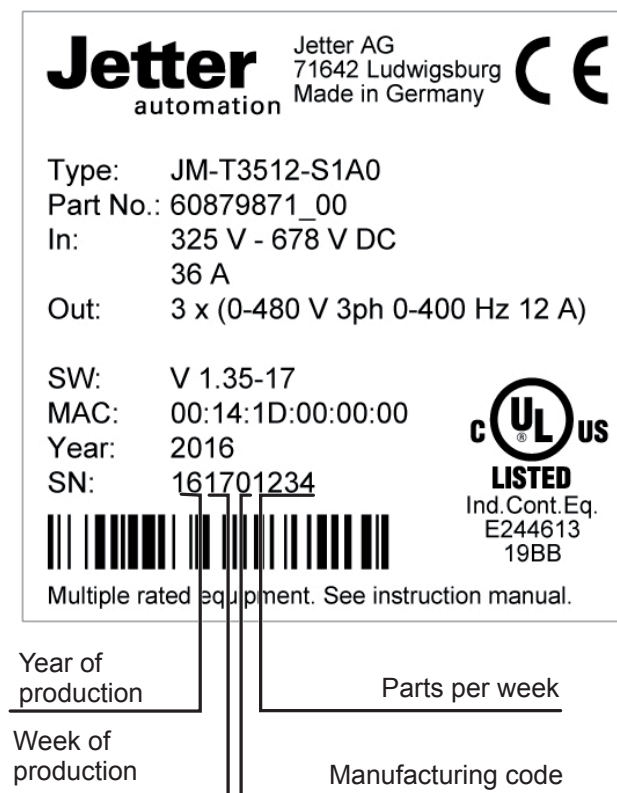 Jetter
automation
Jetter AG
71642 Ludwigsburg
Made in Germany
CE
Type: JM-T3512-S1A0
Part No.: 60879871_00
In: 325 V - 678 V DC
36 A
Out: 3 x (0-480 V 3ph 0-400 Hz 12 A)
SW: V 1.35-17
MAC: 00:14:1D:00:00:00
Year: 2016
SN: 161701234
C UL ® US
LISTED
Ind.Cont.Eq.
E244613
19BB
Multiple rated equipment. See instruction manual.
Year of
production
Parts per week
Week of
production
Manufacturing code